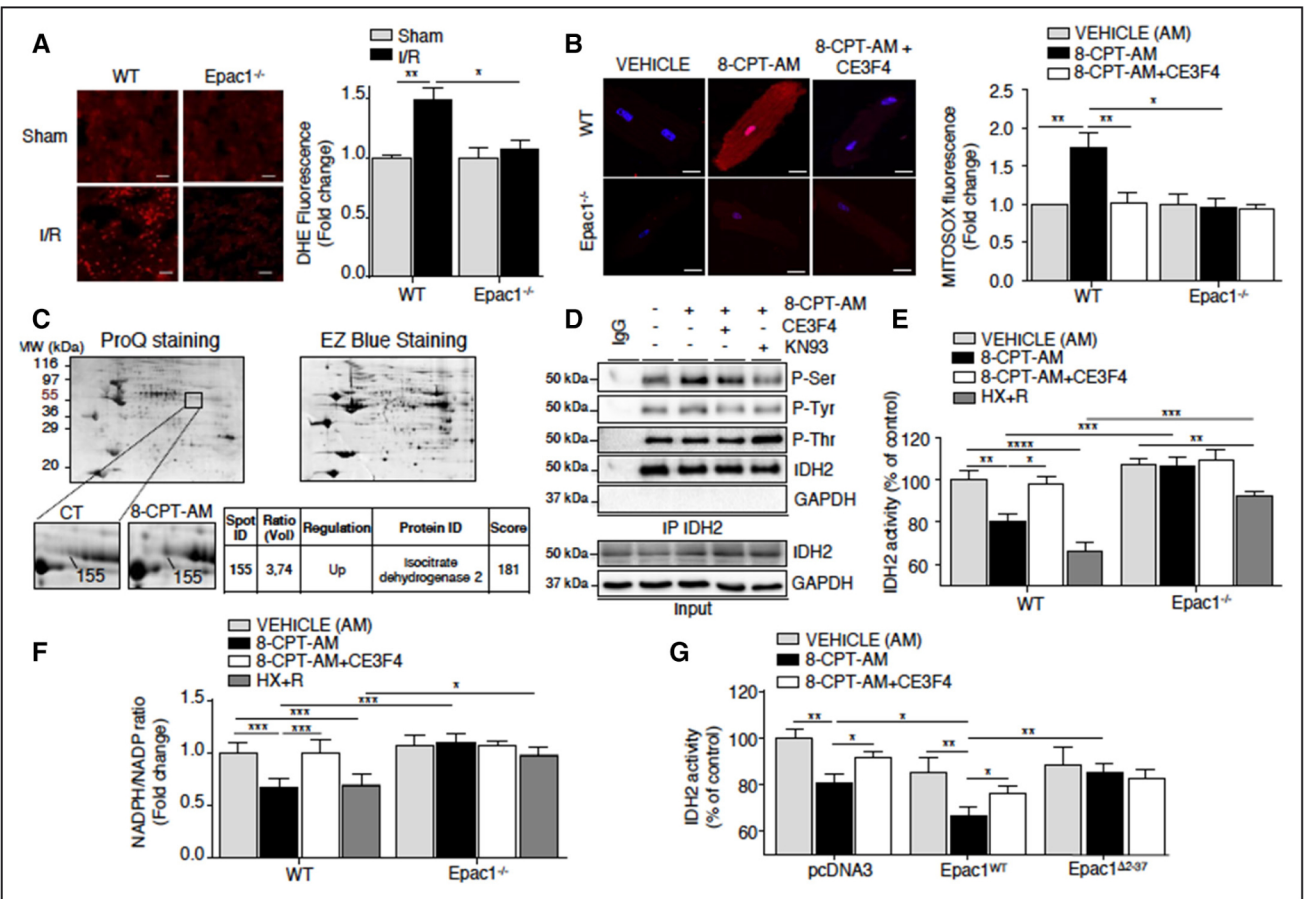 A
WT
Epac1-/-
Sham
I/R
Sham
I/R
**
*
DHE Fluorescence
(Fold change)
1.5
1.0
0.5
0.0
WT
Epac1-/-
B
VEHICLE
8-CPT-AM
8-CPT-AM +
CE3F4
WT
Epac1-/-
VEHICLE (AM)
8-CPT-AM
8-CPT-AM+CE3F4
*
**
**
MITOSOX fluorescence
(Fold change)
2.5
2.0
1.5
1.0
0.5
0.0
WT
Epac1-/-
C
ProQ staining
EZ Blue Staining
MW (kDa)
116
97
55
36
29
20
CT
8-CPT-AM
155
155
Spot ID
Ratio (Vol)
Regulation
Protein ID
Score
155
3,74
Up
Isocitrate dehydrogenase 2
181
D
IgG
- + + + 8-CPT-AM
- - + - CE3F4
- - - + KN93
50 kDa
P-Ser
50 kDa
P-Tyr
50 kDa
P-Thr
50 kDa
IDH2
37 kDa
GAPDH
IP IDH2
50 kDa
IDH2
37 kDa
GAPDH
Input
E
VEHICLE (AM)
8-CPT-AM
8-CPT-AM+CE3F4
HX+R
***
***
**** **
** *
IDH2 activity (% of control)
120
100
80
60
WT
Epac1-/-
F
VEHICLE (AM)
8-CPT-AM
8-CPT-AM+CE3F4
HX+R
*
***
***
*** ***
NADPH/NADP ratio
(Fold change)
1.5
1.0
0.5
0.0
WT
Epac1-/-
G
VEHICLE (AM)
8-CPT-AM
8-CPT-AM+CE3F4
** *
* ** **
*
IDH2 activity
(% of control)
120
100
80
60
pcDNA3
Epac1WT
Epac1Δ2-37